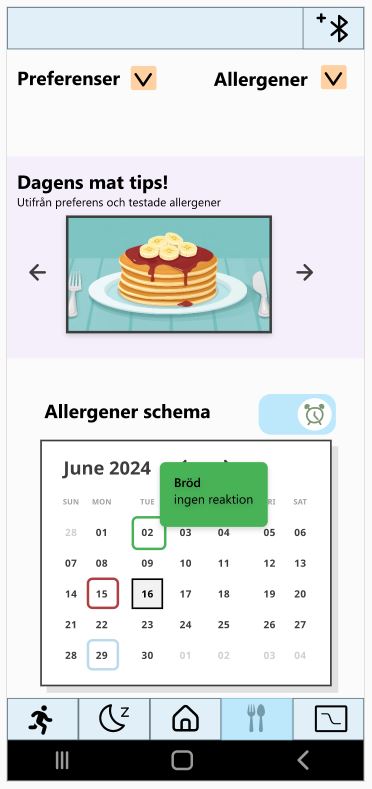 Preferenser
Allergener
Dagens mat tips!
Utifrån preferens och testade allergener
Allergener schema
June 2024
Bröd
ingen reaktion
SUN MON TUE RI SAT
28 01 02 03 04 05 06
07 08 09 10 11 12 13
14 15 16 17 18 19 20
21 22 23 24 25 26 27
28 29 30 01 02 03 04
z